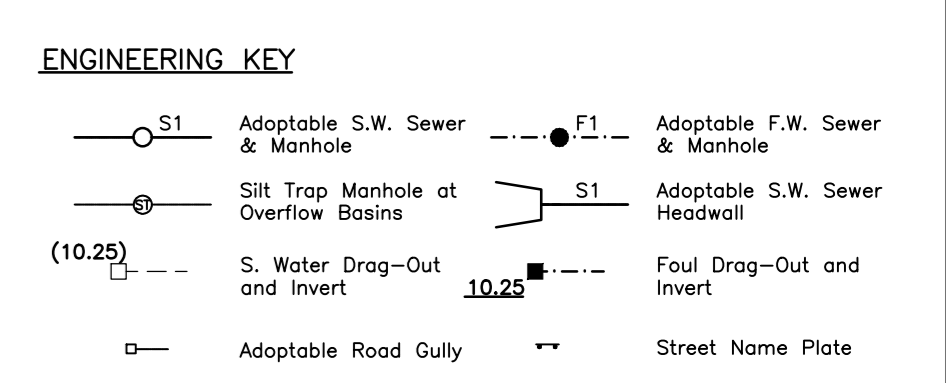 ENGINEERING KEY
S1
Adoptable S.W. Sewer
& Manhole
F1
Adoptable F.W. Sewer
& Manhole
ST
Silt Trap Manhole at
Overflow Basins
S1
Adoptable S.W. Sewer
Headwall
(10.25)
S. Water Drag-Out
and Invert
10.25
Foul Drag-Out and
Invert
Adoptable Road Gully
Street Name Plate